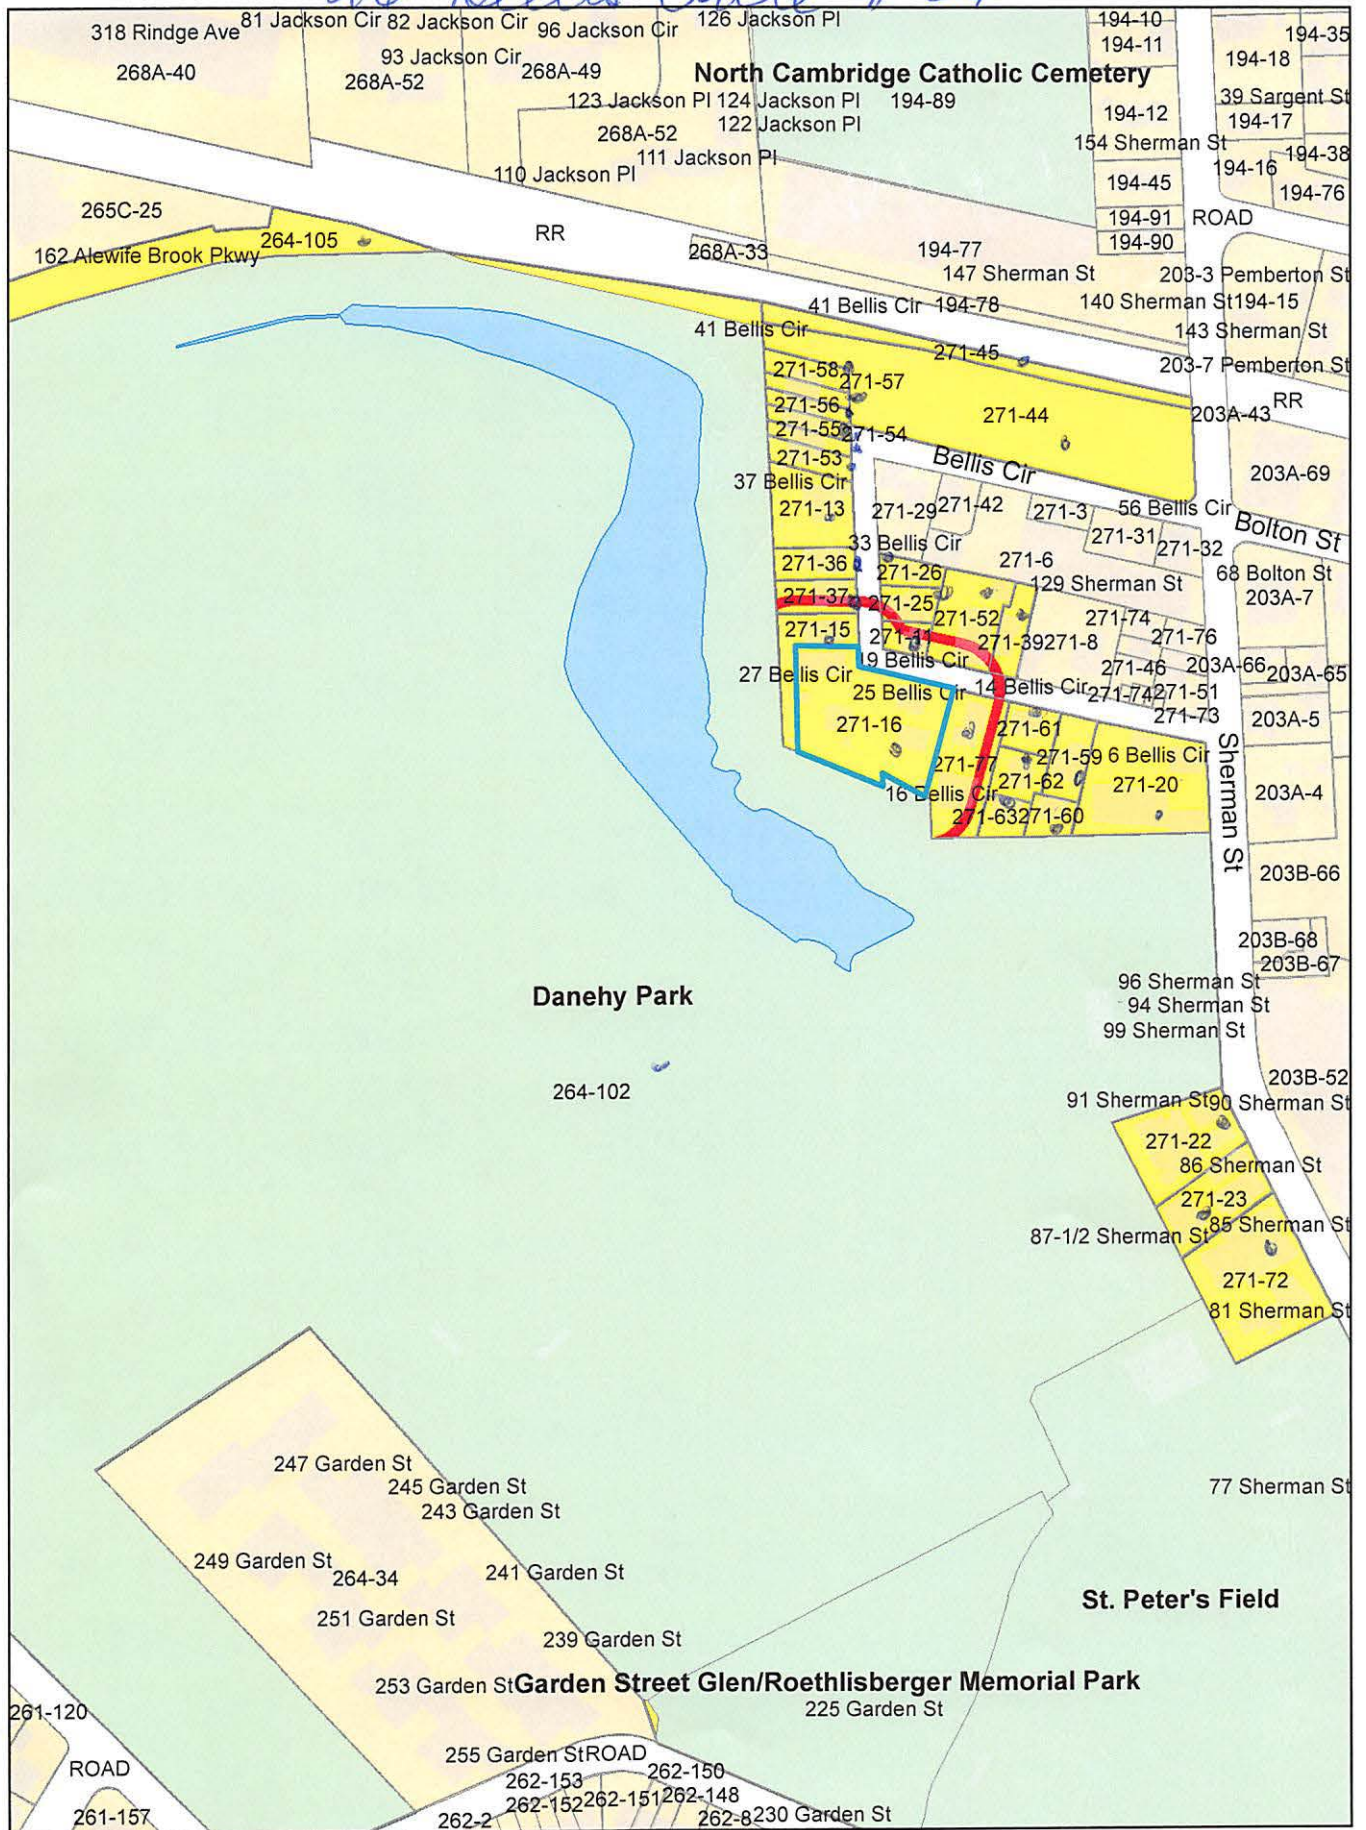 Bellis Circle
318 Rindge Ave
81 Jackson Cir
82 Jackson Cir
96 Jackson Cir
126 Jackson Pl
194-10
194-35
194-11
268A-40
93 Jackson Cir
268A-52
268A-49
North Cambridge Catholic Cemetery
194-18
123 Jackson Pl
124 Jackson Pl
194-89
39 Sargent St
194-12
194-17
268A-52
122 Jackson Pl
154 Sherman St
111 Jackson Pl
194-16
194-38
110 Jackson Pl
194-45
194-76
265C-25
194-91
ROAD
RR
264-105
194-90
162 Alewife Brook Pkwy
268A-33
194-77
147 Sherman St
203-3 Pemberton St
41 Bellis Cir
194-78
140 Sherman St
194-15
41 Bellis Cir
143 Sherman St
271-45
203-7 Pemberton St
271-58
271-57
271-56
271-44
203A-43
RR
271-55
271-54
271-53
Bellis Cir
203A-69
37 Bellis Cir
271-13
271-29
271-42
271-3
56 Bellis Cir
Bolton St
271-31
271-32
33 Bellis Cir
271-36
271-26
271-6
68 Bolton St
129 Sherman St
203A-7
271-37
271-25
271-52
271-74
271-15
271-11
271-39
271-8
271-76
19 Bellis Cir
271-46
203A-66
203A-65
27 Bellis Cir
25 Bellis Cir
14 Bellis Cir
271-74
271-51
271-73
203A-5
271-16
271-61
Sherman St
271-77
271-59
6 Bellis Cir
271-62
271-20
16 Bellis Cir
203A-4
271-63
271-60
203B-66
203B-68
203B-67
96 Sherman St
Danehy Park
94 Sherman St
99 Sherman St
264-102
203B-52
91 Sherman St
90 Sherman St
271-22
86 Sherman St
271-23
87-1/2 Sherman St
85 Sherman St
271-72
81 Sherman St
247 Garden St
245 Garden St
77 Sherman St
243 Garden St
249 Garden St
264-34
241 Garden St
251 Garden St
St. Peter's Field
239 Garden St
253 Garden St
Garden Street Glen/Roethlisberger Memorial Park
225 Garden St
261-120
255 Garden St
ROAD
ROAD
262-150
262-153
262-152
262-151
262-148
261-157
262-2
262-8
230 Garden St